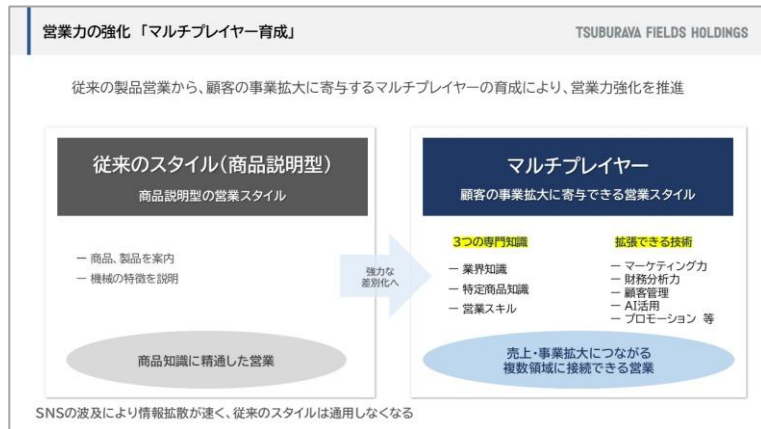 営業力の強化 「マルチプレイヤー育成」
TSUBURAYA FIELDS HOLDINGS
従来の製品営業から、顧客の事業拡大に寄与するマルチプレイヤーの育成により、営業力強化を推進
従来のスタイル(商品説明型)
商品説明型の営業スタイル
― 商品、製品を案内
― 機械の特徴を説明
商品知識に精通した営業
強力な
差別化へ
マルチプレイヤー
顧客の事業拡大に寄与できる営業スタイル
3つの専門知識
― 業界知識
― 特定商品知識
― 営業スキル
拡張できる技術
― マーケティング力
― 財務分析力
― 顧客管理
― AI活用
― プロモーション 等
売上・事業拡大につながる
複数領域に接続できる営業
SNSの波及により情報拡散が速く、従来のスタイルは通用しなくなる